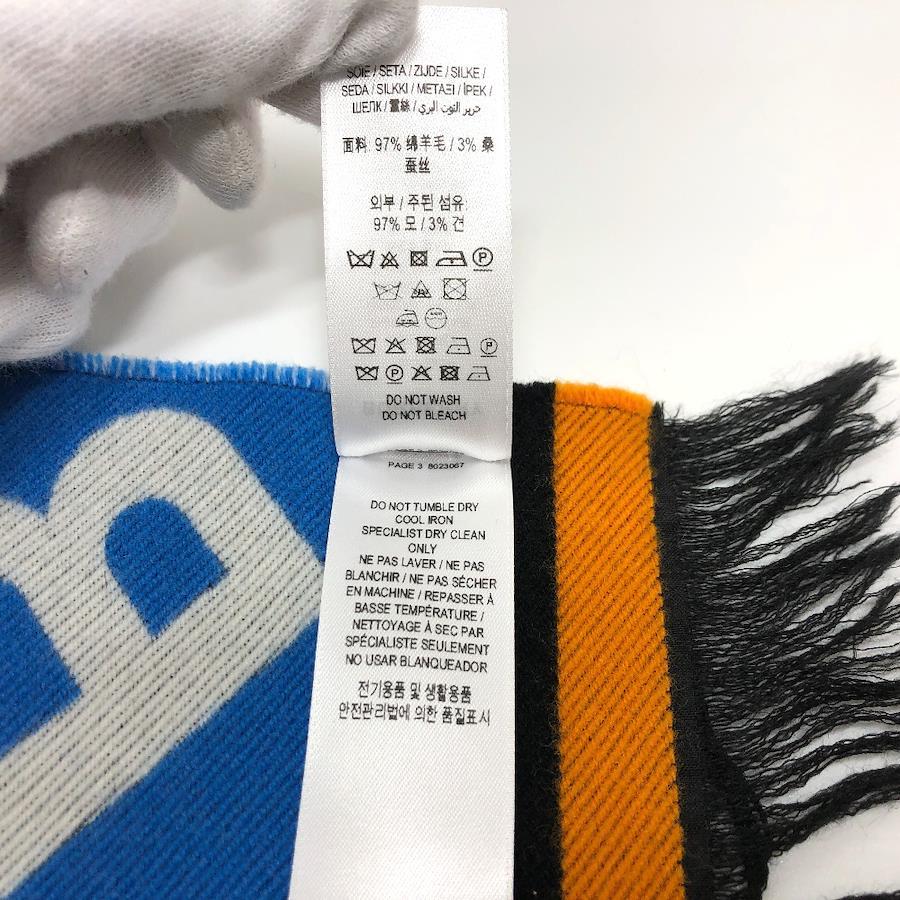 SOIE / SETA / ZIJDE / SILKE /
SEDA / SILKKI / ΜΕΤΑΞΙ / İPEK /
ШЕЛК / 蠶絲 / حرير التوت البري
面料: 97% 绵羊毛 / 3% 桑
蚕丝
외부 / 주된 섬유:
97% 모 / 3% 견
P
P
P
DO NOT WASH
DO NOT BLEACH
PAGE 3 8023067
DO NOT TUMBLE DRY
COOL IRON
SPECIALIST DRY CLEAN
ONLY
NE PAS LAVER / NE PAS
BLANCHIR / NE PAS SÉCHER
EN MACHINE / REPASSER À
BASSE TEMPÉRATURE /
NETTOYAGE À SEC PAR
SPÉCIALISTE SEULEMENT
NO USAR BLANQUEADOR
전기용품 및 생활용품
안전관리법에 의한 품질표시
B